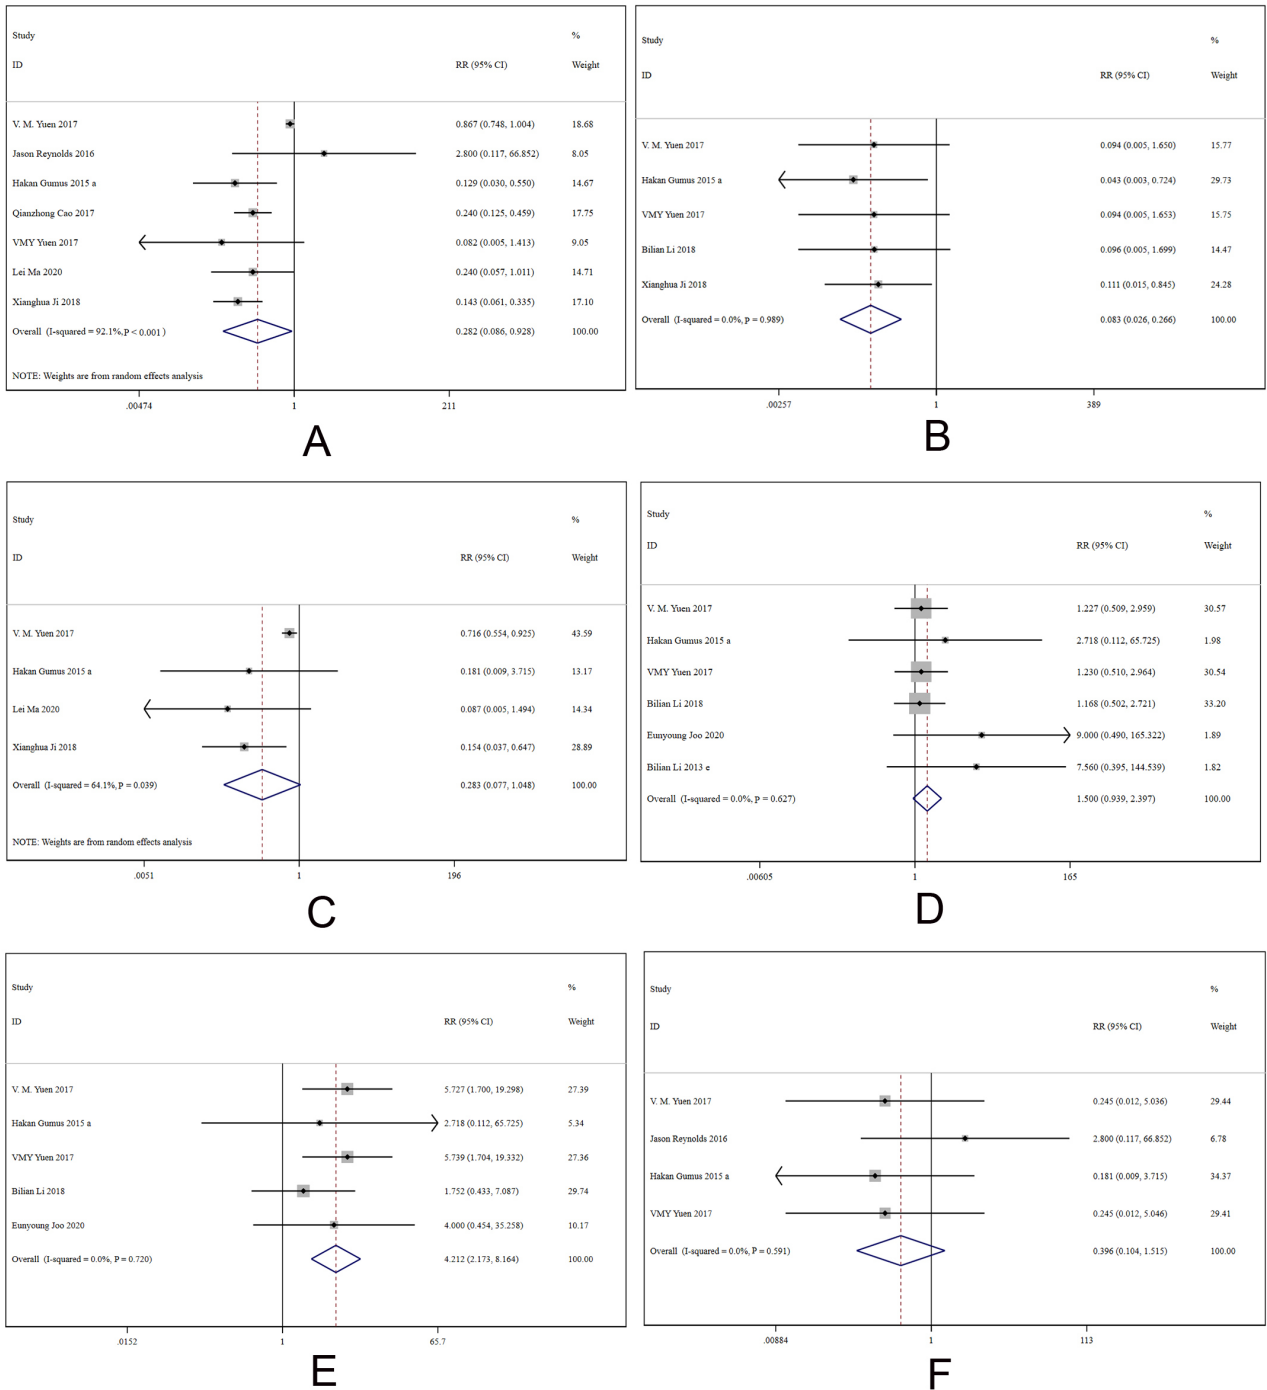 Study %
ID RR (95% CI) Weight
V. M. Yuen 2017 0.867 (0.748, 1.004) 18.68
Jason Reynolds 2016 2.800 (0.117, 66.852) 8.05
Hakan Gumus 2015 a 0.129 (0.030, 0.550) 14.67
Qianzhong Cao 2017 0.240 (0.125, 0.459) 17.75
VMY Yuen 2017 0.082 (0.005, 1.413) 9.05
Lei Ma 2020 0.240 (0.057, 1.011) 14.71
Xianghua Ji 2018 0.143 (0.061, 0.335) 17.10
Overall (I-squared = 92.1%, P < 0.001 ) 0.282 (0.086, 0.928) 100.00
NOTE: Weights are from random effects analysis
.00474 1 211
A
Study %
ID RR (95% CI) Weight
V. M. Yuen 2017 0.094 (0.005, 1.650) 15.77
Hakan Gumus 2015 a 0.043 (0.003, 0.724) 29.73
VMY Yuen 2017 0.094 (0.005, 1.653) 15.75
Bilian Li 2018 0.096 (0.005, 1.699) 14.47
Xianghua Ji 2018 0.111 (0.015, 0.845) 24.28
Overall (I-squared = 0.0%, P = 0.989) 0.083 (0.026, 0.266) 100.00
.00257 1 389
B
Study %
ID RR (95% CI) Weight
V. M. Yuen 2017 0.716 (0.554, 0.925) 43.59
Hakan Gumus 2015 a 0.181 (0.009, 3.715) 13.17
Lei Ma 2020 0.087 (0.005, 1.494) 14.34
Xianghua Ji 2018 0.154 (0.037, 0.647) 28.89
Overall (I-squared = 64.1%, P = 0.039) 0.283 (0.077, 1.048) 100.00
NOTE: Weights are from random effects analysis
.0051 1 196
C
Study %
ID RR (95% CI) Weight
V. M. Yuen 2017 1.227 (0.509, 2.959) 30.57
Hakan Gumus 2015 a 2.718 (0.112, 65.725) 1.98
VMY Yuen 2017 1.230 (0.510, 2.964) 30.54
Bilian Li 2018 1.168 (0.502, 2.721) 33.20
Eunyoung Joo 2020 9.000 (0.490, 165.322) 1.89
Bilian Li 2013 e 7.560 (0.395, 144.539) 1.82
Overall (I-squared = 0.0%, P = 0.627) 1.500 (0.939, 2.397) 100.00
.00605 1 165
D
Study %
ID RR (95% CI) Weight
V. M. Yuen 2017 5.727 (1.700, 19.298) 27.39
Hakan Gumus 2015 a 2.718 (0.112, 65.725) 5.34
VMY Yuen 2017 5.739 (1.704, 19.332) 27.36
Bilian Li 2018 1.752 (0.433, 7.087) 29.74
Eunyoung Joo 2020 4.000 (0.454, 35.258) 10.17
Overall (I-squared = 0.0%, P = 0.720) 4.212 (2.173, 8.164) 100.00
.0152 1 65.7
E
Study %
ID RR (95% CI) Weight
V. M. Yuen 2017 0.245 (0.012, 5.036) 29.44
Jason Reynolds 2016 2.800 (0.117, 66.852) 6.78
Hakan Gumus 2015 a 0.181 (0.009, 3.715) 34.37
VMY Yuen 2017 0.245 (0.012, 5.046) 29.41
Overall (I-squared = 0.0%, P = 0.591) 0.396 (0.104, 1.515) 100.00
.00884 1 113
F